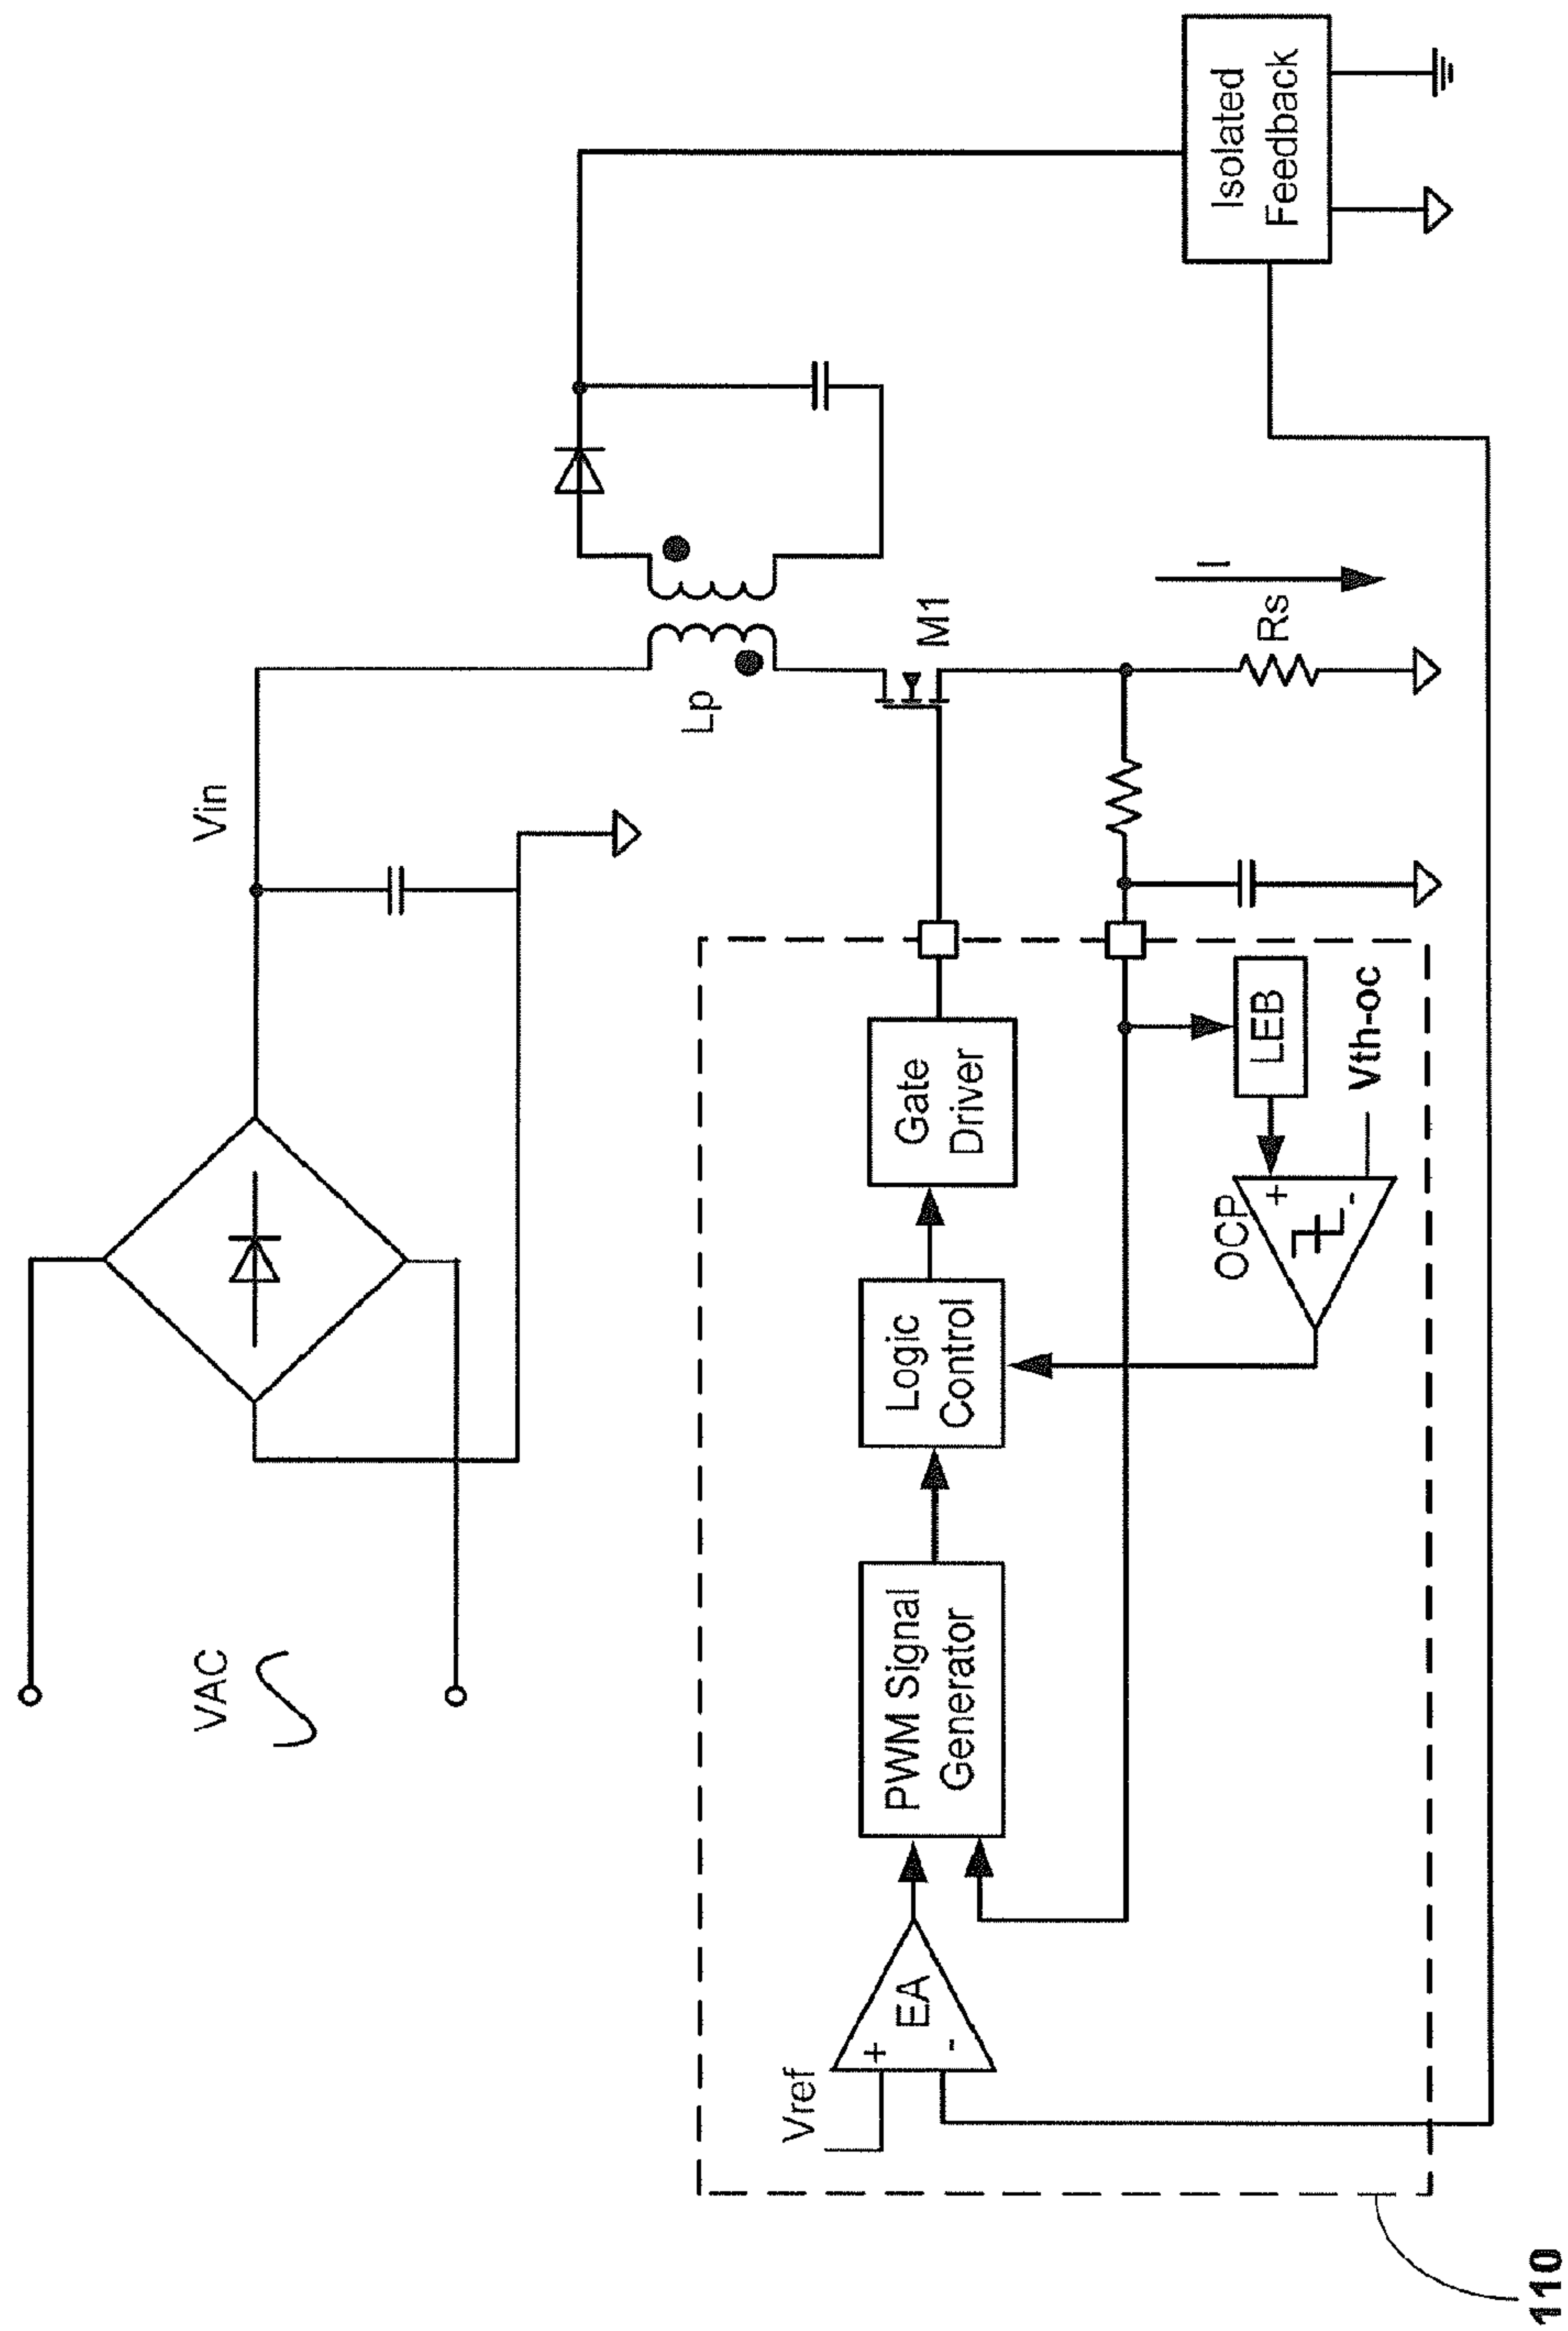 VAC
Vin
Lp
M1
Rs
I
Isolated
Feedback
Vref
+
EA
-
PWM Signal
Generator
Logic
Control
Gate
Driver
OCP
+
-
LEB
Vth-oc
110